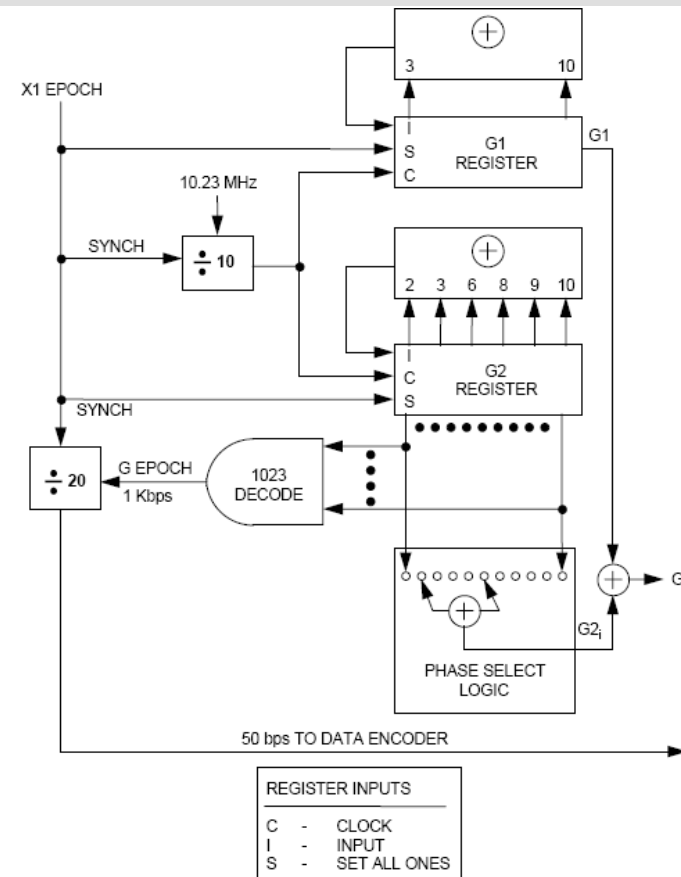 3 10
X1 EPOCH
I
S
C
G1
REGISTER
G1
10.23 MHz
SYNCH
÷ 10
2 3 6 8 9 10
I
C
S
G2
REGISTER
SYNCH
÷ 20
G EPOCH
1 Kbps
1023
DECODE
G
G2i
PHASE SELECT
LOGIC
50 bps TO DATA ENCODER
REGISTER INPUTS
C - CLOCK
I - INPUT
S - SET ALL ONES